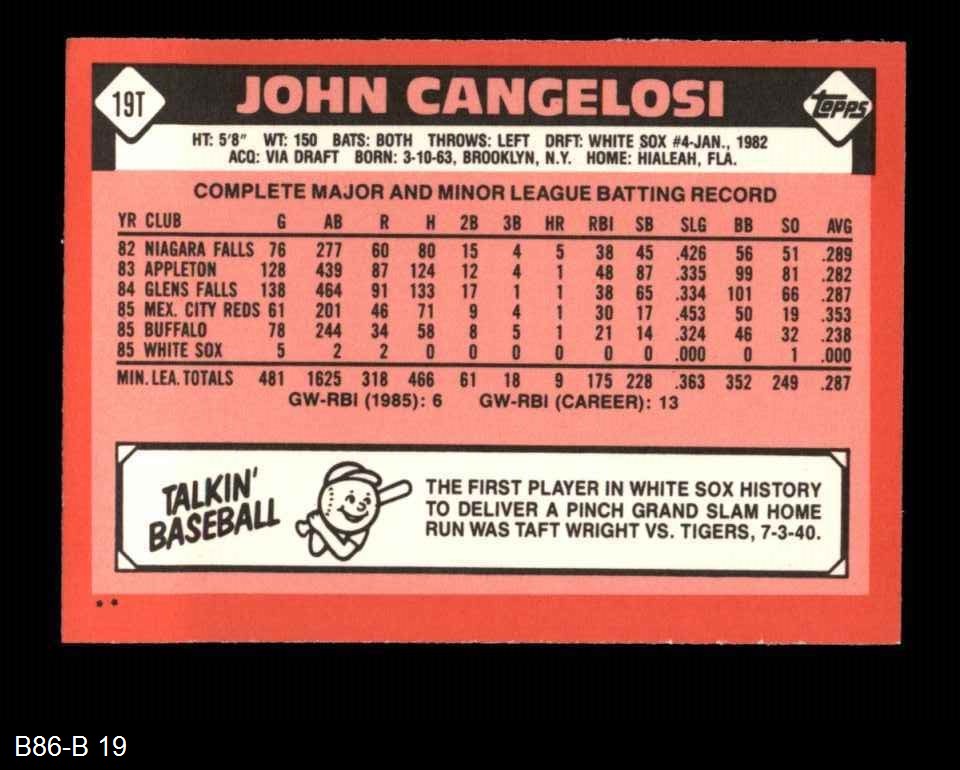 19T
JOHN CANGELOSI
TOPPS
HT: 5'8" WT: 150 BATS: BOTH THROWS: LEFT DRFT: WHITE SOX #4-JAN., 1982
ACQ: VIA DRAFT BORN: 3-10-63, BROOKLYN, N.Y. HOME: HIALEAH, FLA.
COMPLETE MAJOR AND MINOR LEAGUE BATTING RECORD
YR CLUB G AB R H 2B 3B HR RBI SB SLG BB SO AVG
82 NIAGARA FALLS 76 277 60 80 15 4 5 38 45 .426 56 51 .289
83 APPLETON 128 439 87 124 12 4 1 48 87 .335 99 81 .282
84 GLENS FALLS 138 464 91 133 17 1 1 38 65 .334 101 66 .287
85 MEX. CITY REDS 61 201 46 71 9 4 1 30 17 .453 50 19 .353
85 BUFFALO 78 244 34 58 8 5 1 21 14 .324 46 32 .238
85 WHITE SOX 5 2 2 0 0 0 0 0 0 .000 0 1 .000
MIN. LEA. TOTALS 481 1625 318 466 61 18 9 175 228 .363 352 249 .287
GW-RBI (1985): 6 GW-RBI (CAREER): 13
TALKIN'
BASEBALL
THE FIRST PLAYER IN WHITE SOX HISTORY
TO DELIVER A PINCH GRAND SLAM HOME
RUN WAS TAFT WRIGHT VS. TIGERS, 7-3-40.
* *
B86-B 19